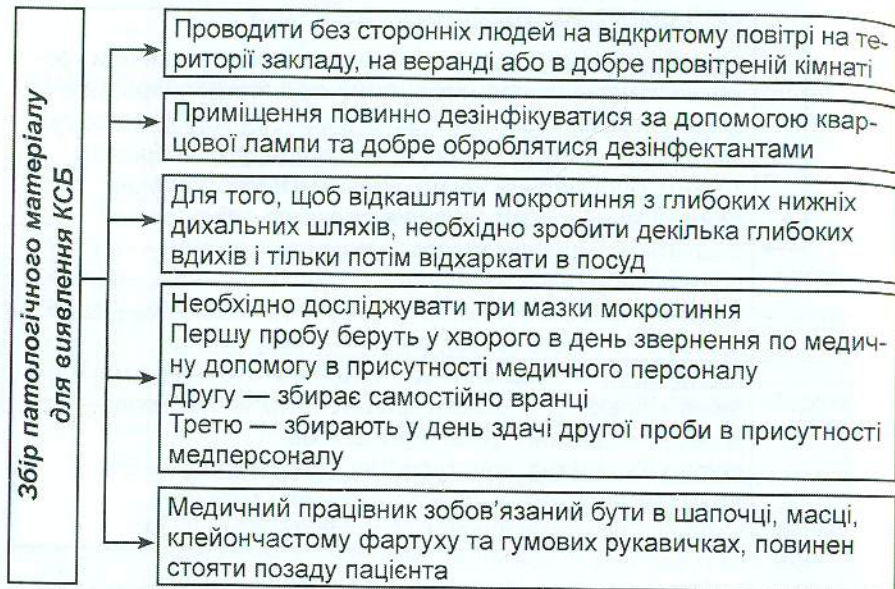 Збір патологічного матеріалу
для виявлення КСБ
Проводити без сторонніх людей на відкритому повітрі на те-
риторії закладу, на веранді або в добре провітреній кімнаті
Приміщення повинно дезінфікуватися за допомогою квар-
цової лампи та добре оброблятися дезінфектантами
Для того, щоб відкашляти мокротиння з глибоких нижніх
дихальних шляхів, необхідно зробити декілька глибоких
вдихів і тільки потім відхаркати в посуд
Необхідно досліджувати три мазки мокротиння
Першу пробу беруть у хворого в день звернення по медич-
ну допомогу в присутності медичного персоналу
Другу — збирає самостійно вранці
Третю — збирають у день здачі другої проби в присутності
медперсоналу
Медичний працівник зобов’язаний бути в шапочці, масці,
клейончастому фартуху та гумових рукавичках, повинен
стояти позаду пацієнта